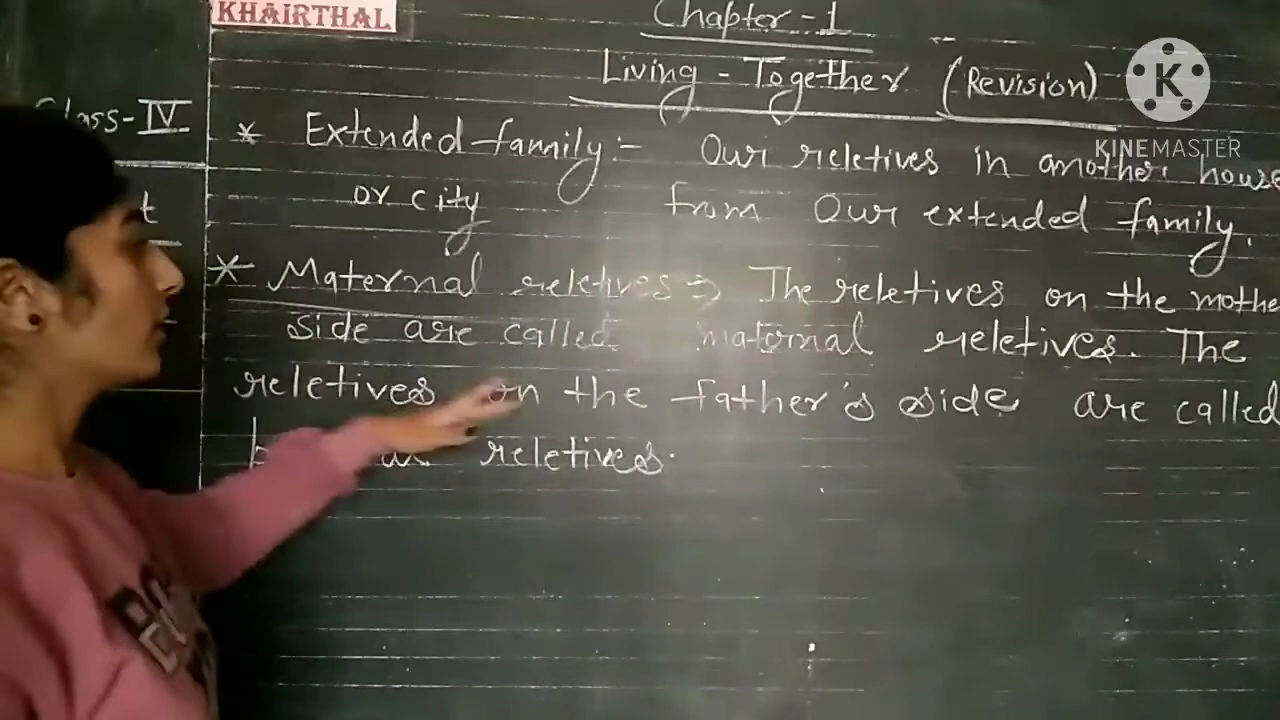 KHAIRTHAL
Chapter - 1
Living - Together (Revision)
KINEMASTER
Class - IV
* Extended family :- Our reletives in another house
or city from Our extended family.
* Maternal reletives => The reletives on the mothe
side are called maternal reletives. The
reletives on the father's side are called
reletives.